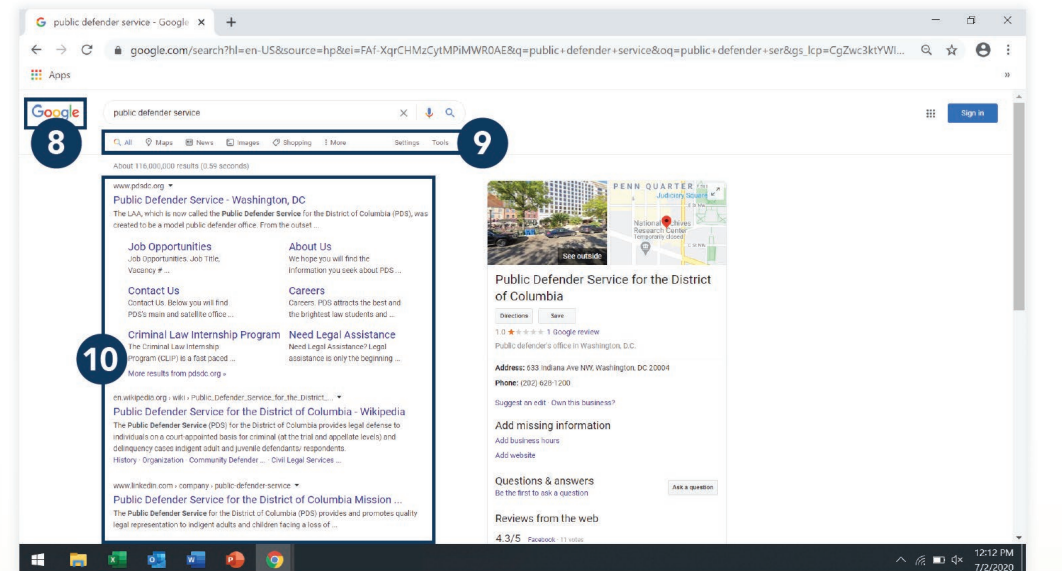 public defender service - Google
google.com/search?hl=en-US&source=hp&ei=FAf-XqrCHMzCytMPiMWR0AE&q=public+defender+service&oq=public+defender+ser&gs_lcp=CgZwc3ktYWI...
Apps
Google
public defender service
Sign in
8
All Maps News Images Shopping More Settings Tools
9
About 116,000,000 results (0.59 seconds)
www.pdsdc.org
Public Defender Service - Washington, DC
The LAA, which is now called the Public Defender Service for the District of Columbia (PDS), was
created to be a model public defender office. From the outset ...
Job Opportunities
Job Opportunities. Job Title,
Vacancy # ...
About Us
We hope you will find the
information you seek about PDS ...
Contact Us
Contact Us. Below you will find
PDS's main and satellite office ...
Careers
Careers. PDS attracts the best and
the brightest law students and ...
Criminal Law Internship Program
The Criminal Law Internship
Program (CLIP) is a fast paced ...
Need Legal Assistance
Need Legal Assistance? Legal
assistance is only the beginning ...
10
More results from pdsdc.org »
en.wikipedia.org › wiki › Public_Defender_Service_for_the_District_...
Public Defender Service for the District of Columbia - Wikipedia
The Public Defender Service (PDS) for the District of Columbia provides legal defense to
individuals on a court-appointed basis for criminal (at the trial and appellate levels) and
delinquency cases indigent adult and juvenile defendants/ respondents.
History · Organization · Community Defender ... · Civil Legal Services ...
www.linkedin.com › company › public-defender-service
Public Defender Service for the District of Columbia Mission ...
The Public Defender Service for the District of Columbia (PDS) provides and promotes quality
legal representation to indigent adults and children facing a loss of ...
PENN QUARTER
Judiciary Square
National Archives
Research Center
Temporarily closed
See outside
Public Defender Service for the District
of Columbia
Directions Save
1.0 1 Google review
Public defender's office in Washington, D.C.
Address: 633 Indiana Ave NW, Washington, DC 20004
Phone: (202) 628-1200
Suggest an edit · Own this business?
Add missing information
Add business hours
Add website
Questions & answers
Be the first to ask a question
Ask a question
Reviews from the web
4.3/5 Facebook · 11 votes
12:12 PM
7/2/2020